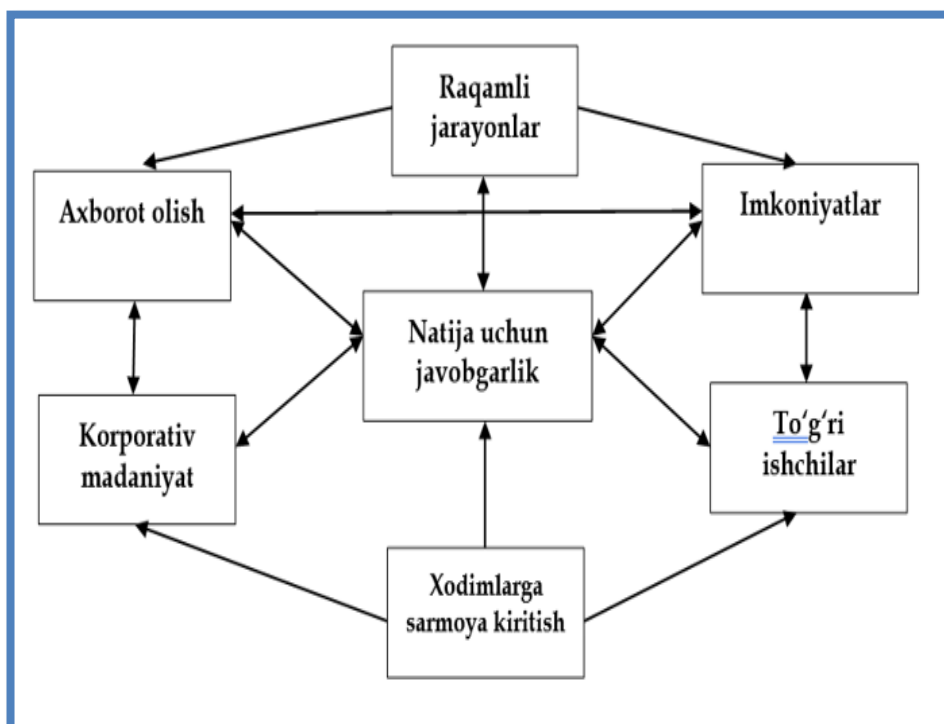 Raqamli
jarayonlar
Axborot olish
Imkoniyatlar
Natija uchun
javobgarlik
Korporativ
madaniyat
To‘g‘ri
ishchilar
Xodimlarga
sarmoya kiritish